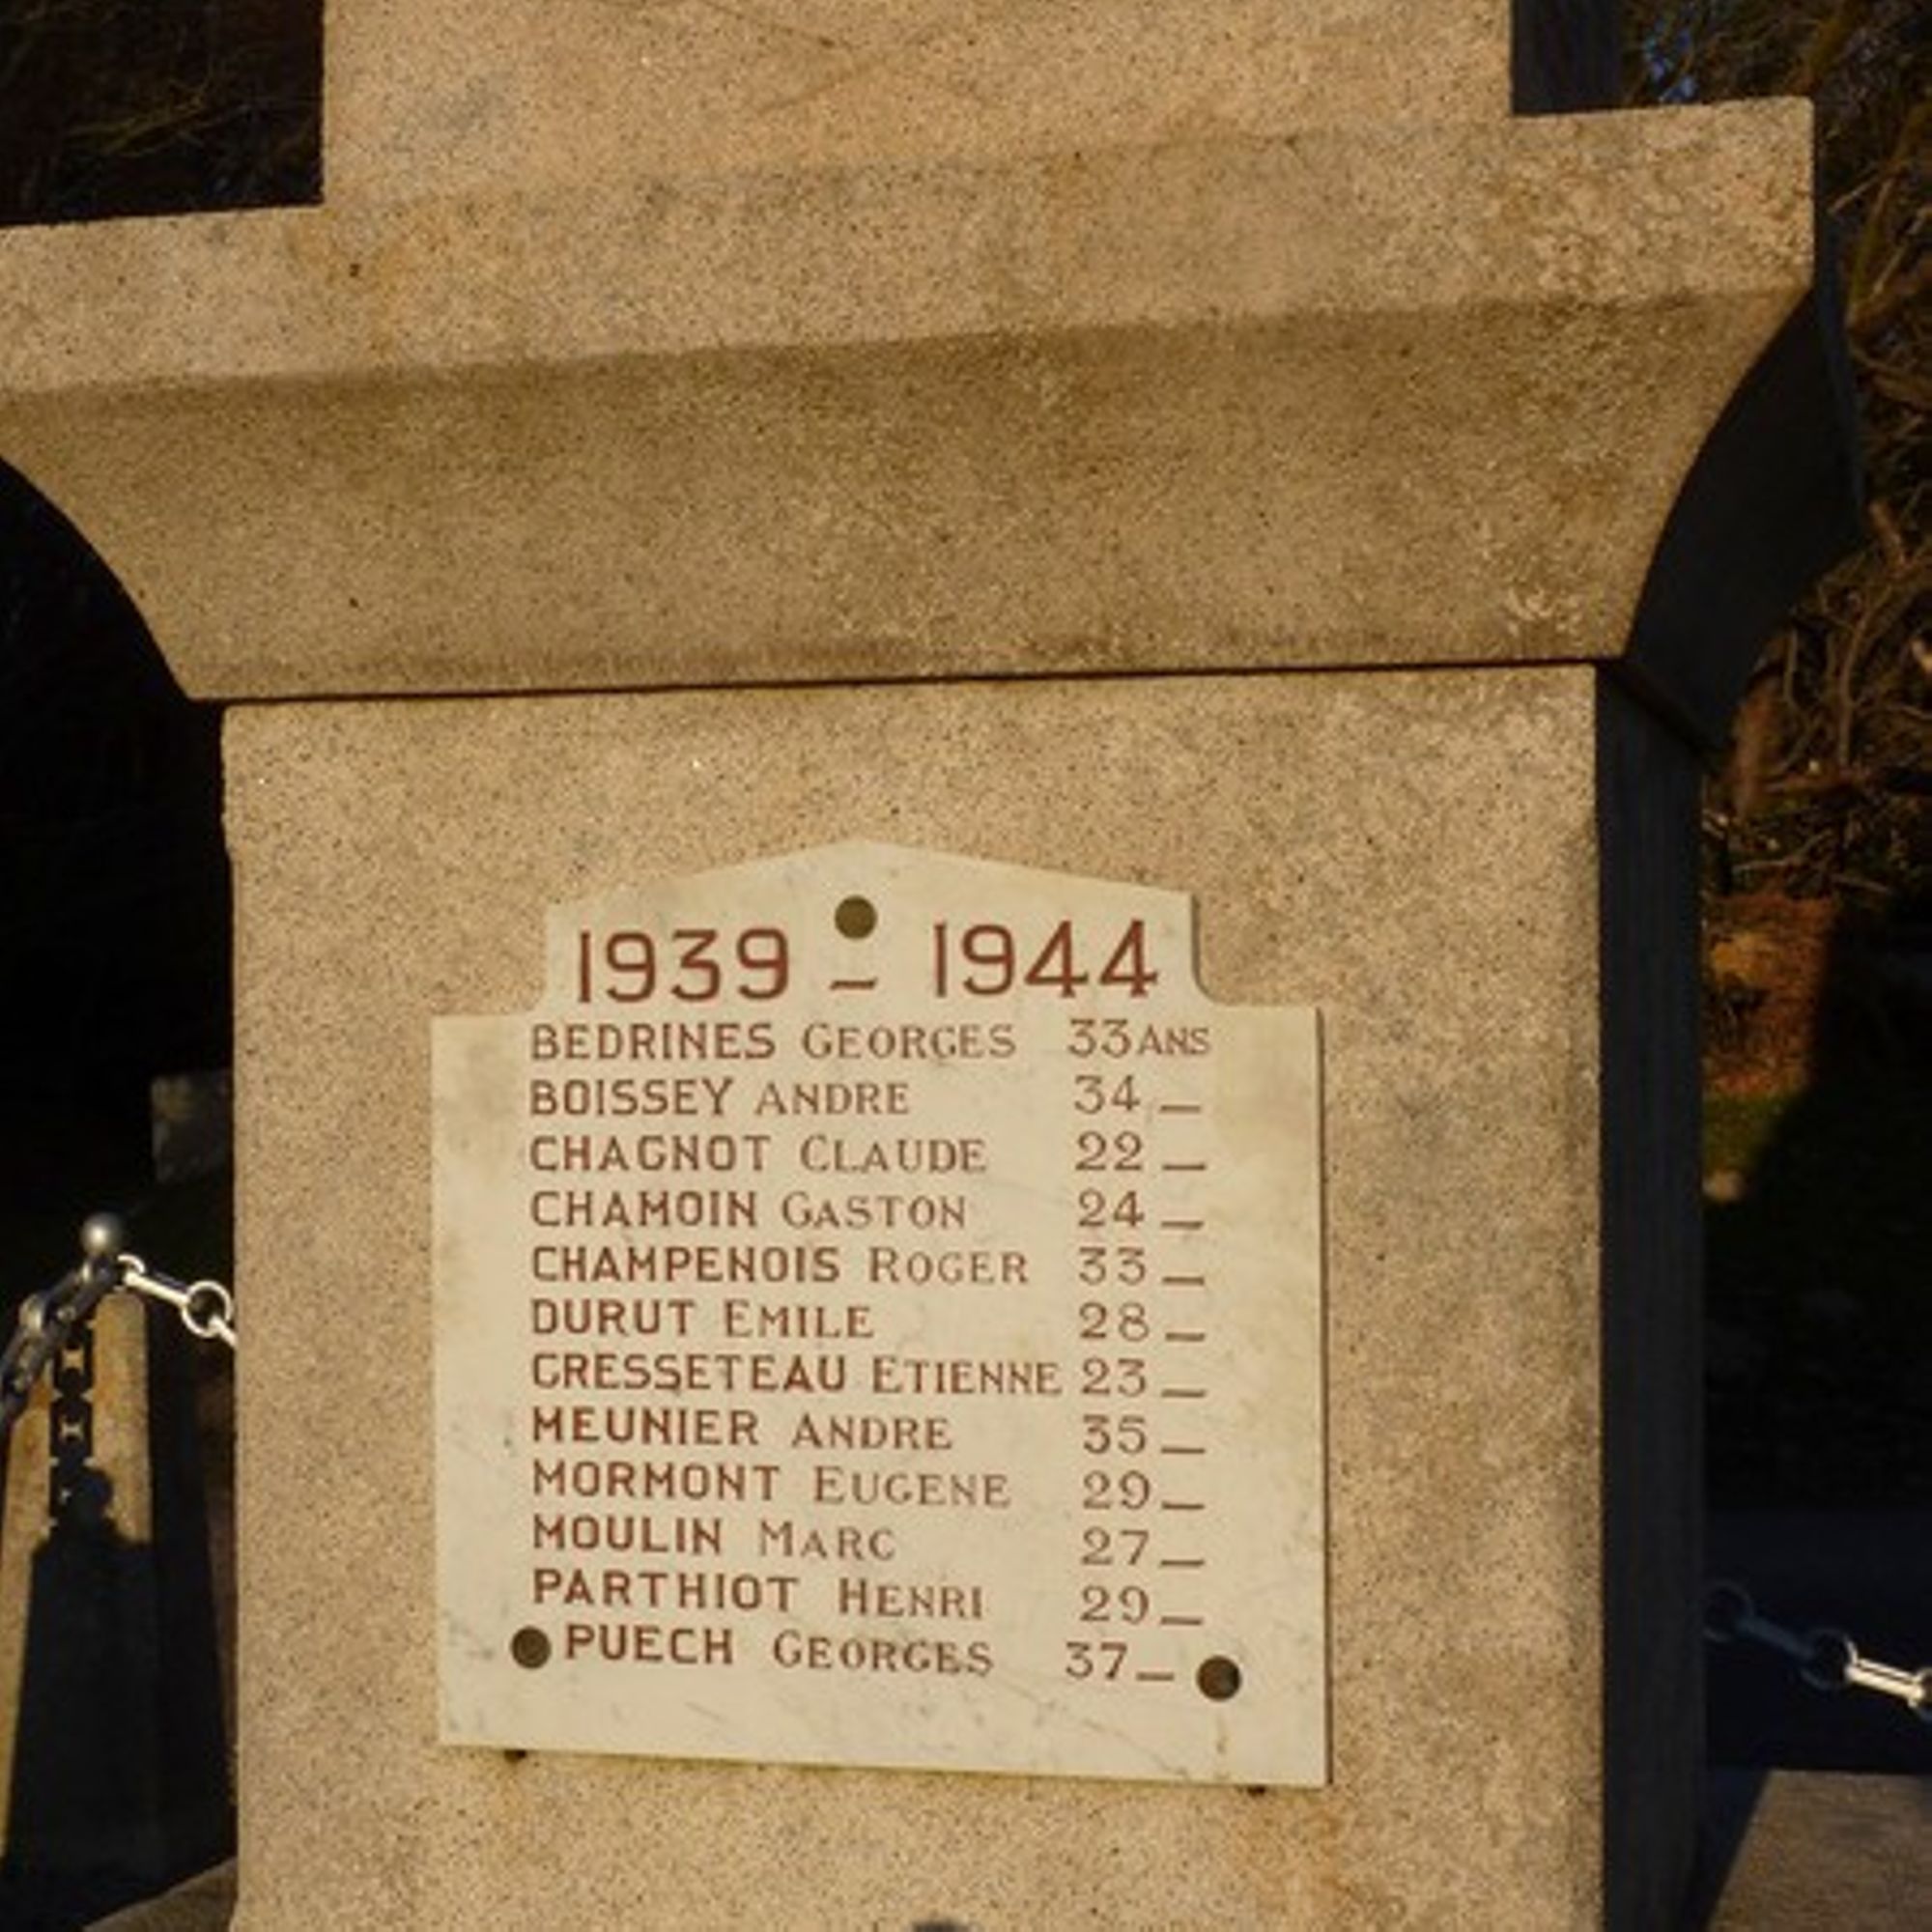 1939 - 1944
BEDRINES GEORGES 33 ANS
BOISSEY ANDRE 34 —
CHAGNOT CLAUDE 22 —
CHAMOIN GASTON 24 —
CHAMPENOIS ROGER 33 —
DURUT EMILE 28 —
GRESSETEAU ETIENNE 23 —
MEUNIER ANDRE 35 —
MORMONT EUGENE 29 —
MOULIN MARC 27 —
PARTHIOT HENRI 29 —
PUECH GEORGES 37 —